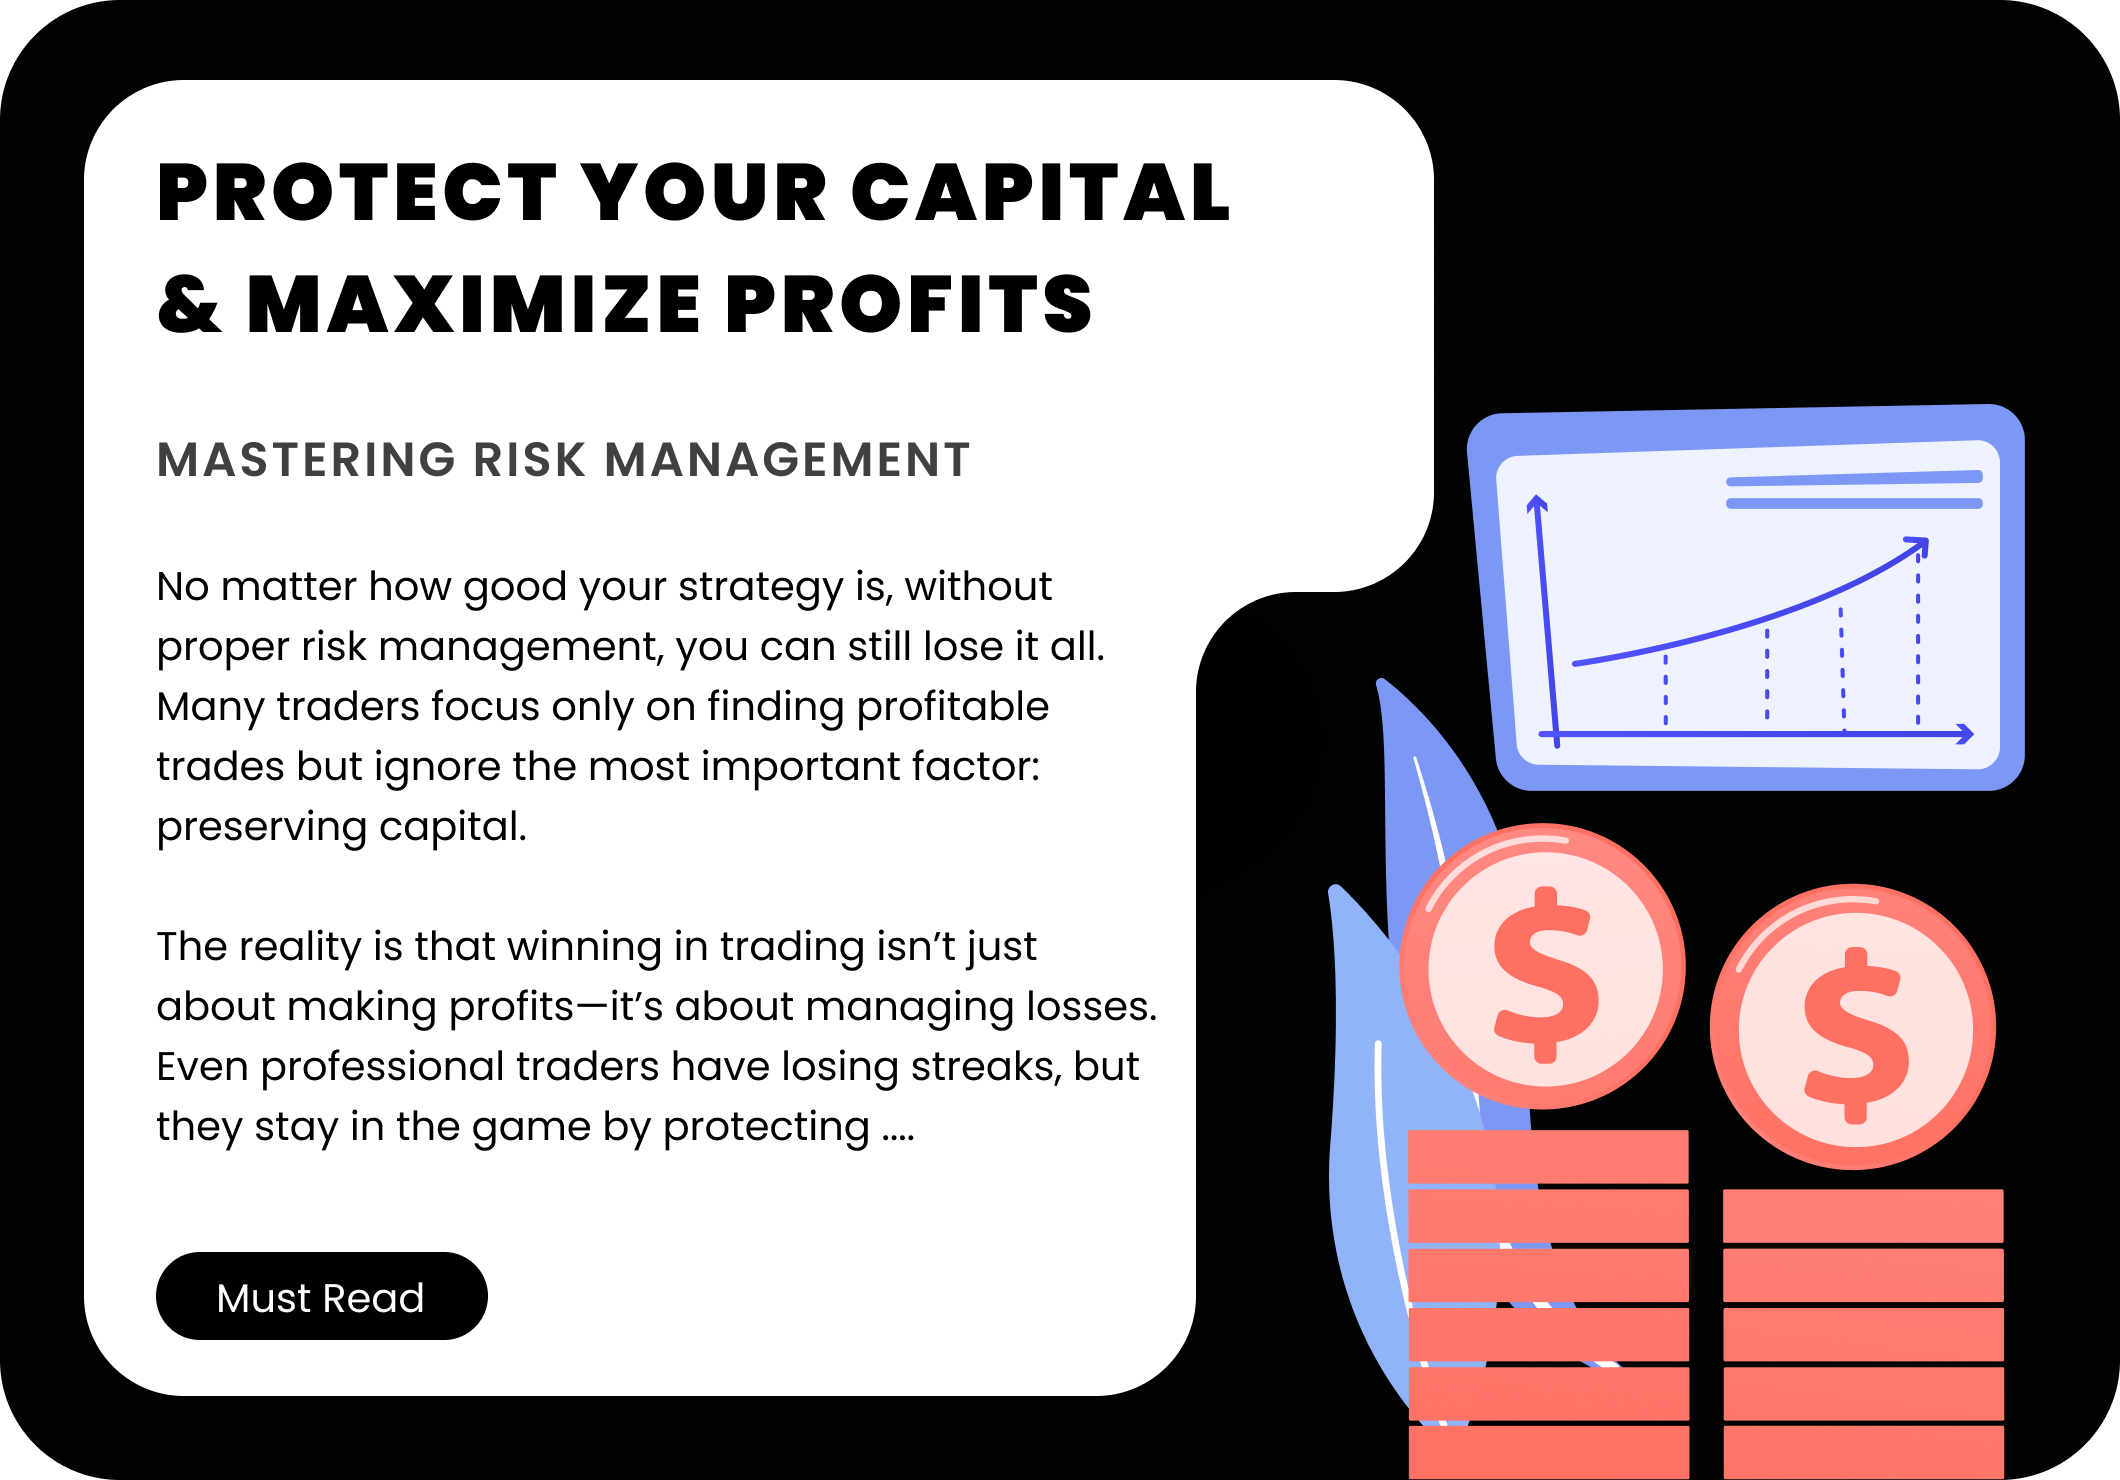 PROTECT YOUR CAPITAL
& MAXIMIZE PROFITS
MASTERING RISK MANAGEMENT
No matter how good your strategy is, without
proper risk management, you can still lose it all.
Many traders focus only on finding profitable
trades but ignore the most important factor:
preserving capital.
The reality is that winning in trading isn’t just
about making profits—it’s about managing losses.
Even professional traders have losing streaks, but
they stay in the game by protecting ....
Must Read
$
$